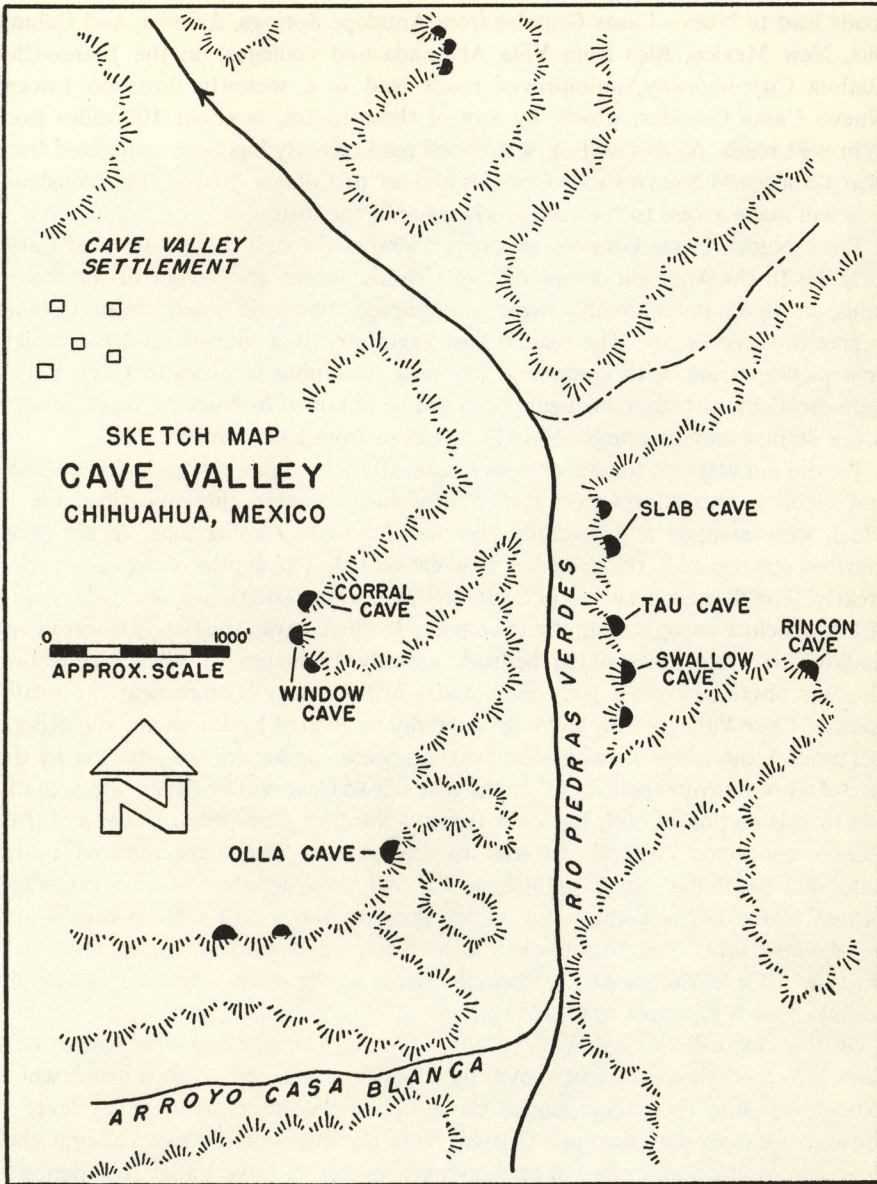 CAVE VALLEY
SETTLEMENT
SKETCH MAP
CAVE VALLEY
CHIHUAHUA, MEXICO
SLAB CAVE
CORRAL
CAVE
TAU CAVE
RINCON
CAVE
SWALLOW
CAVE
0 1000'
APPROX. SCALE
WINDOW
CAVE
N
RIO PIEDRAS VERDES
OLLA CAVE
ARROYO CASA BLANCA